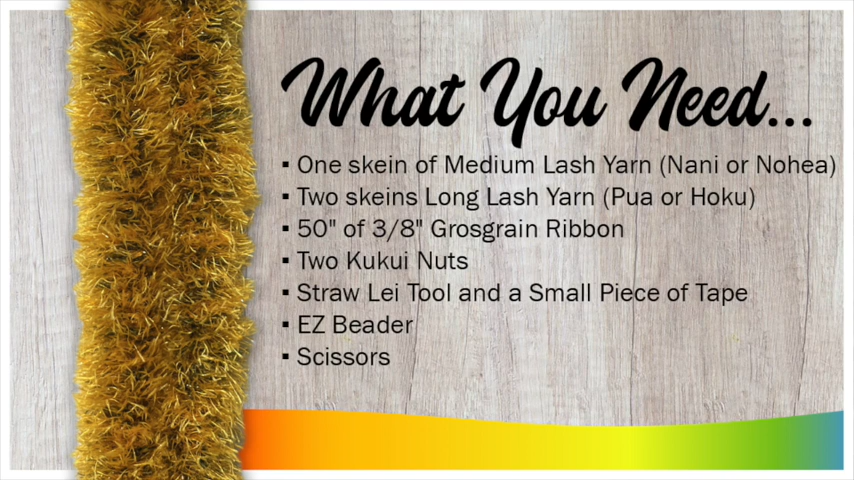 What You Need...
▪ One skein of Medium Lash Yarn (Nani or Nohea)
▪ Two skeins Long Lash Yarn (Pua or Hoku)
▪ 50" of 3/8" Grosgrain Ribbon
▪ Two Kukui Nuts
▪ Straw Lei Tool and a Small Piece of Tape
▪ EZ Beader
▪ Scissors